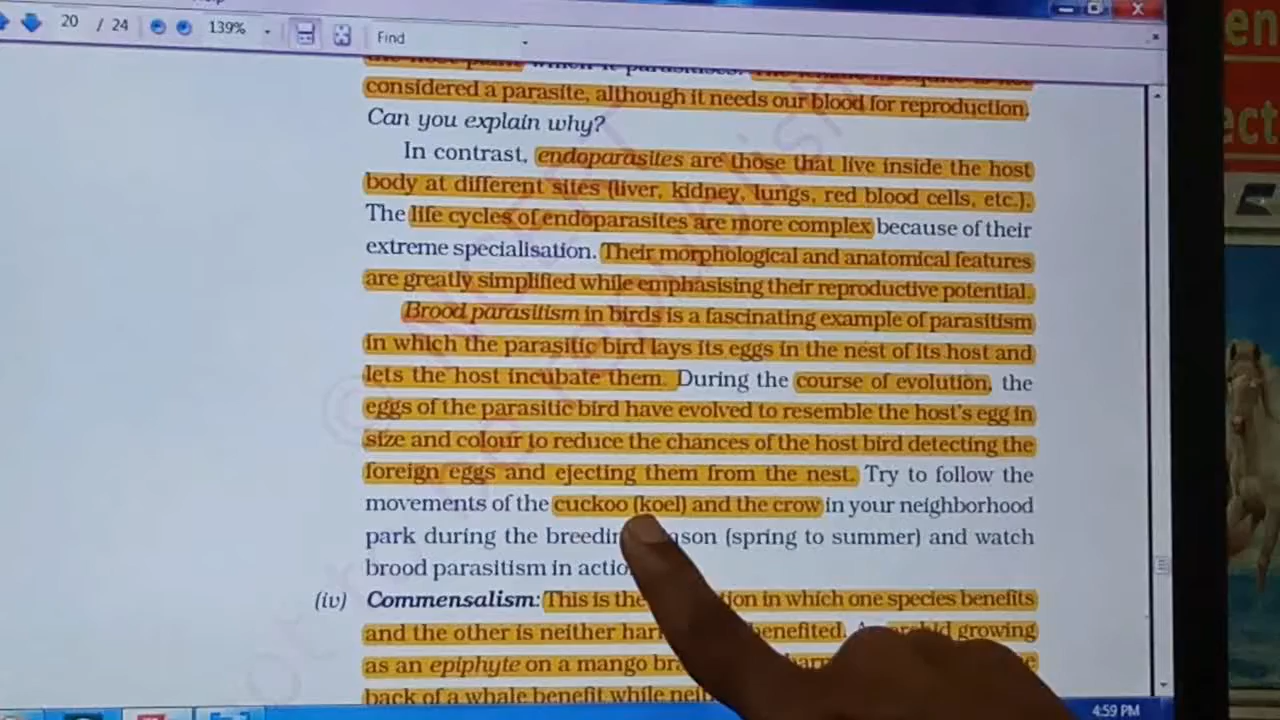 20 / 24 139% Find
considered a parasite, although it needs our blood for reproduction.
Can you explain why?
In contrast, endoparasites are those that live inside the host
body at different sites (liver, kidney, lungs, red blood cells, etc.).
The life cycles of endoparasites are more complex because of their
extreme specialisation. Their morphological and anatomical features
are greatly simplified while emphasising their reproductive potential.
Brood parasitism in birds is a fascinating example of parasitism
in which the parasitic bird lays its eggs in the nest of its host and
lets the host incubate them. During the course of evolution, the
eggs of the parasitic bird have evolved to resemble the host's egg in
size and colour to reduce the chances of the host bird detecting the
foreign eggs and ejecting them from the nest. Try to follow the
movements of the cuckoo (koel) and the crow in your neighborhood
park during the (spring to summer) and watch
brood parasitism in
(iv) Commensalism: This is the in which one species benefits
and the other is neither benefited. growing
as an epiphyte on a mango
back of a whale benefit while
4:59 PM
en
ect